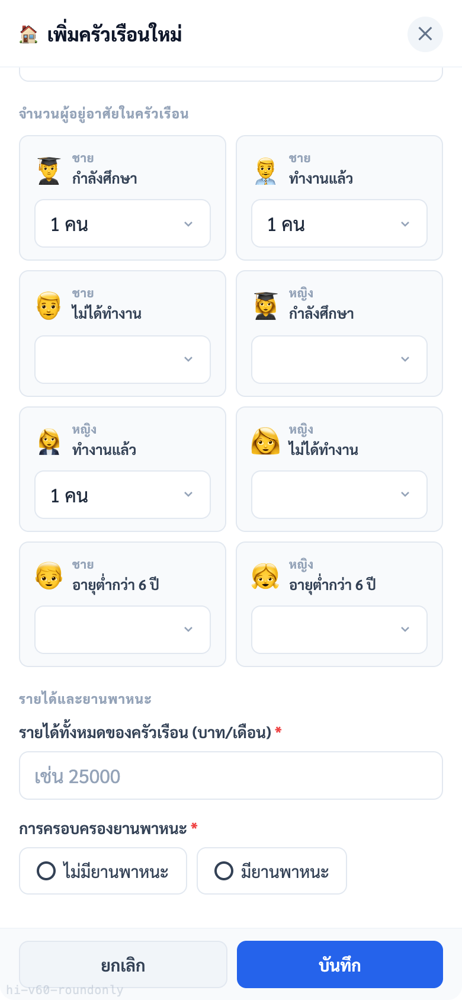 เพิ่มครัวเรือนใหม่
จำนวนผู้อยู่อาศัยในครัวเรือน
ชาย
กำลังศึกษา
1 คน
ชาย
ทำงานแล้ว
1 คน
ชาย
ไม่ได้ทำงาน
หญิง
กำลังศึกษา
หญิง
ทำงานแล้ว
1 คน
หญิง
ไม่ได้ทำงาน
ชาย
อายุต่ำกว่า 6 ปี
หญิง
อายุต่ำกว่า 6 ปี
รายได้และยานพาหนะ
รายได้ทั้งหมดของครัวเรือน (บาท/เดือน) *
เช่น 25000
การครอบครองยานพาหนะ *
ไม่มียานพาหนะ
มียานพาหนะ
ยกเลิก
บันทึก
hi-v60-roundonly